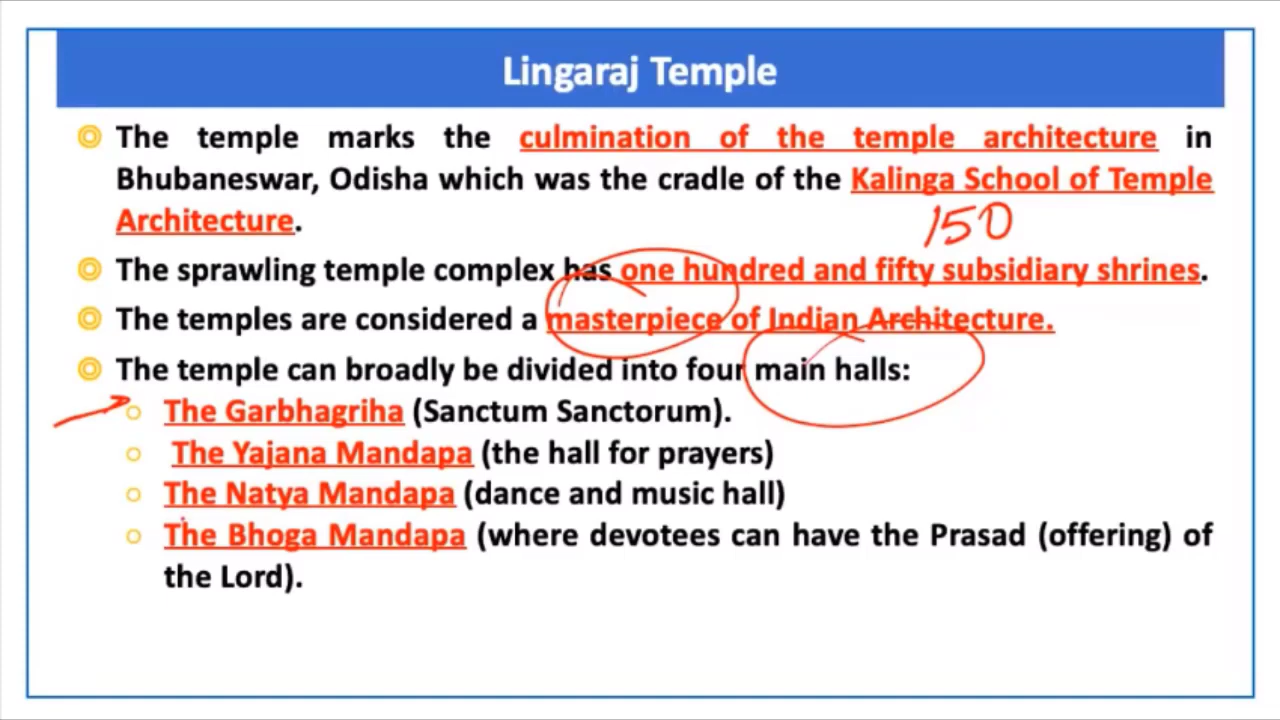 Lingaraj Temple
The temple marks the culmination of the temple architecture in
Bhubaneswar, Odisha which was the cradle of the Kalinga School of Temple
Architecture.
150
The sprawling temple complex has one hundred and fifty subsidiary shrines.
The temples are considered a masterpiece of Indian Architecture.
The temple can broadly be divided into four main halls:
The Garbhagriha (Sanctum Sanctorum).
The Yajana Mandapa (the hall for prayers)
The Natya Mandapa (dance and music hall)
The Bhoga Mandapa (where devotees can have the Prasad (offering) of
the Lord).